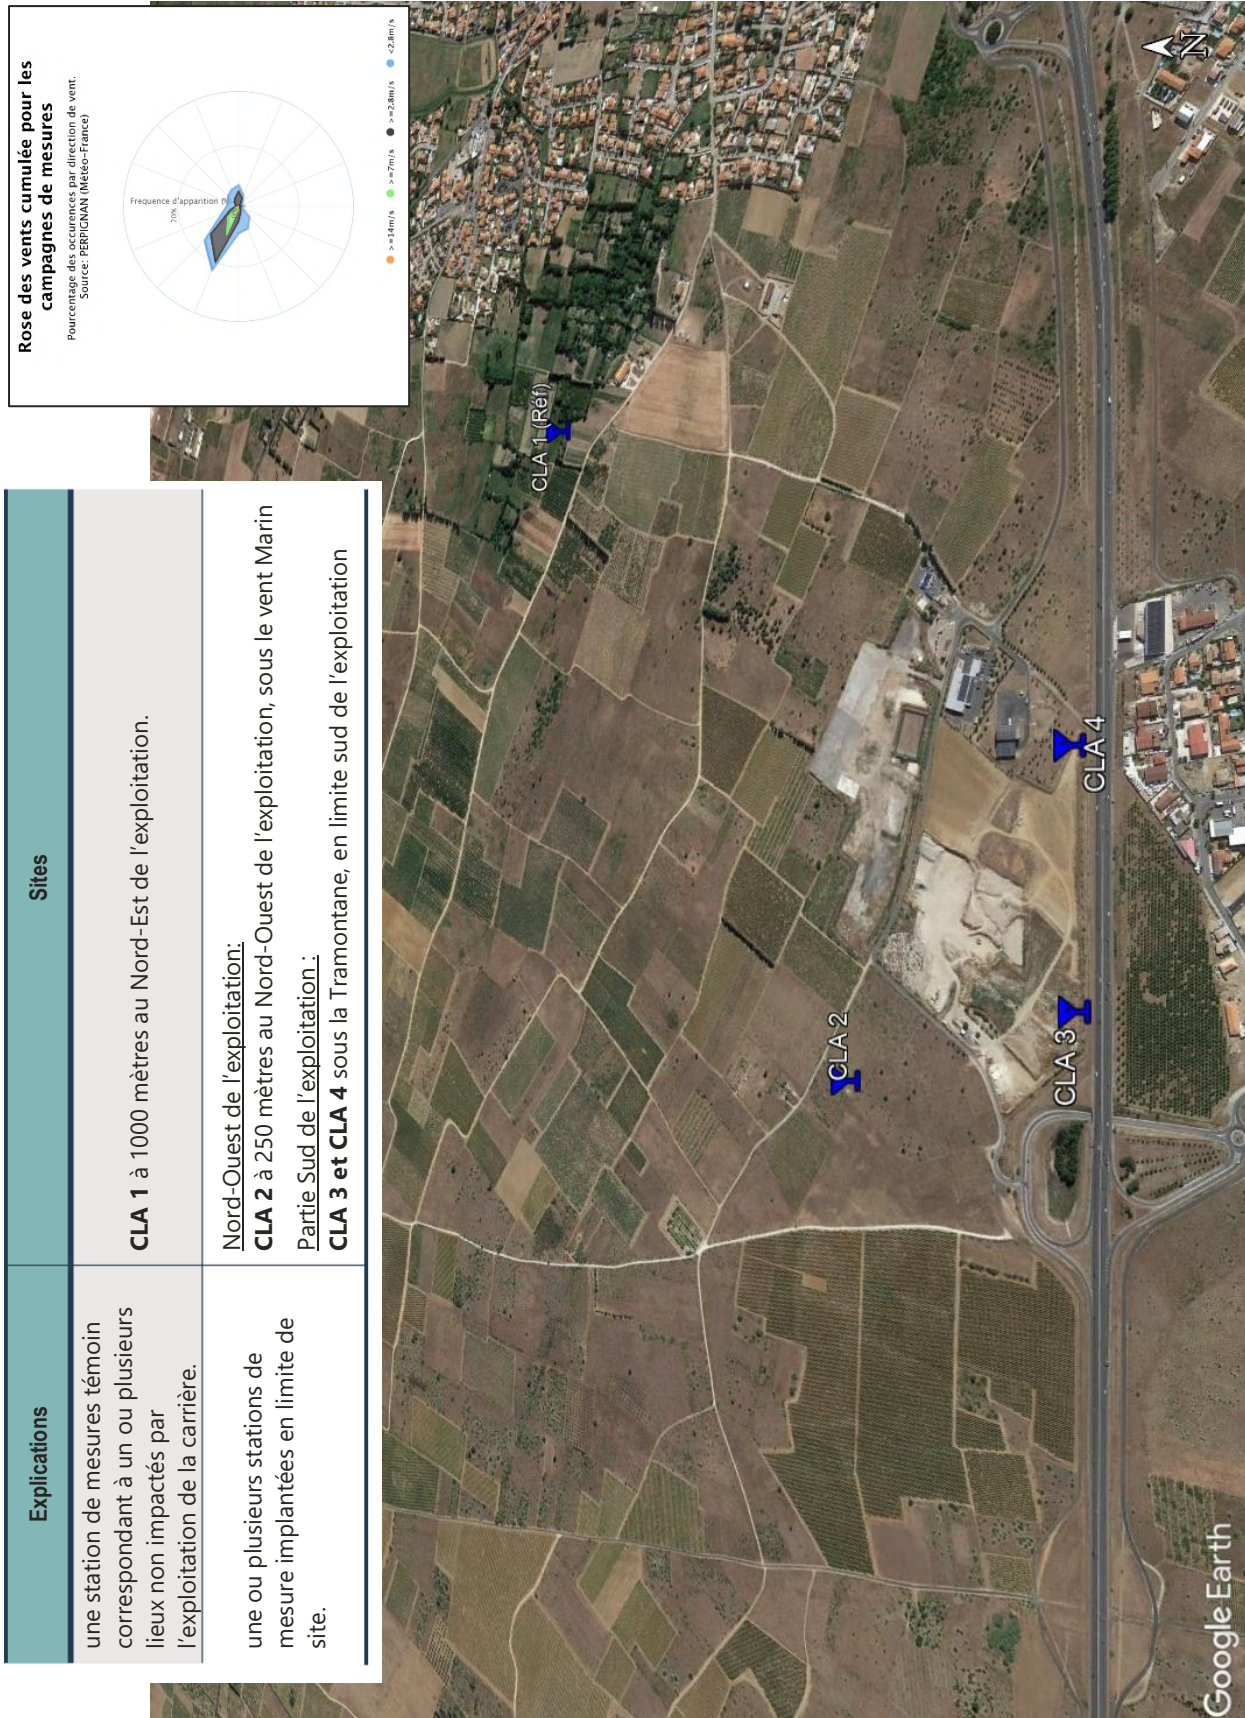 Explications
Sites
une station de mesures témoin
correspondant à un ou plusieurs
lieux non impactés par
l'exploitation de la carrière.
CLA 1 à 1000 mètres au Nord-Est de l'exploitation.
une ou plusieurs stations de
mesure implantées en limite de
site.
Nord-Ouest de l'exploitation:
CLA 2 à 250 mètres au Nord-Ouest de l'exploitation, sous le vent Marin
Partie Sud de l'exploitation :
CLA 3 et CLA 4 sous la Tramontane, en limite sud de l'exploitation
Rose des vents cumulée pour les
campagnes de mesures
Pourcentage des occurences par direction de vent.
Source: PERPIGNAN (Météo-France)
Frequence d'apparition
20%
>=14m/s >=7m/s >=2.8m/s <2.8m/s
CLA 1 (Réf)
CLA 2
CLA 3
CLA 4
N
Google Earth